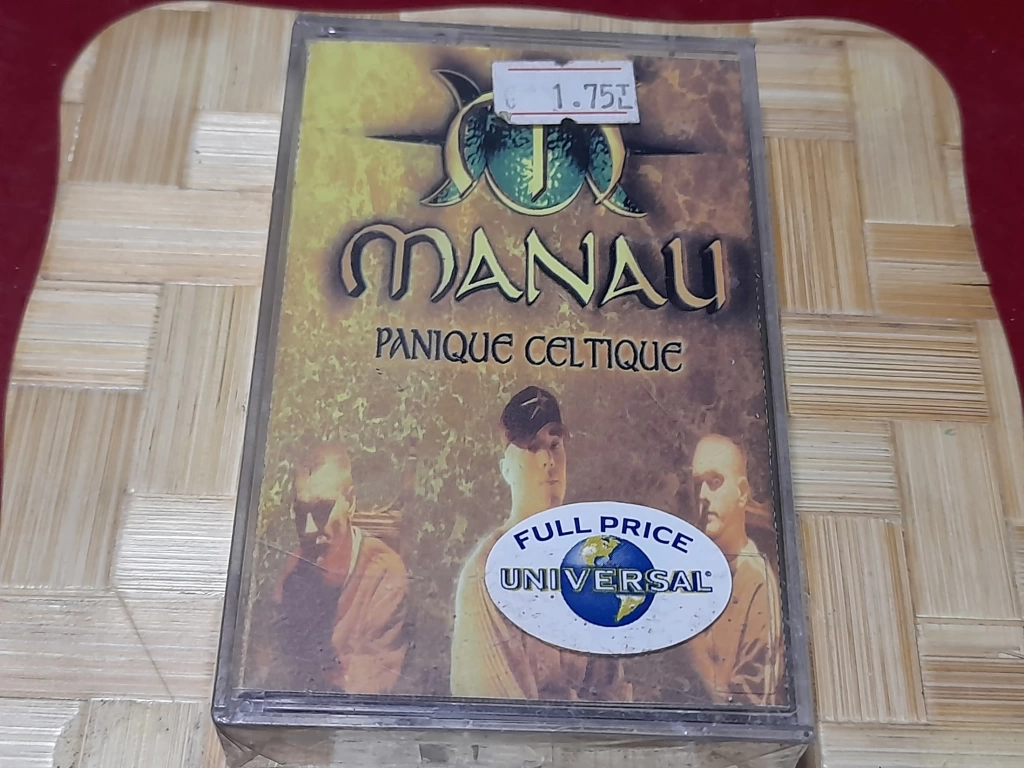 1.75
MANAU
PANIQUE CELTIQUE
FULL PRICE
UNIVERSAL